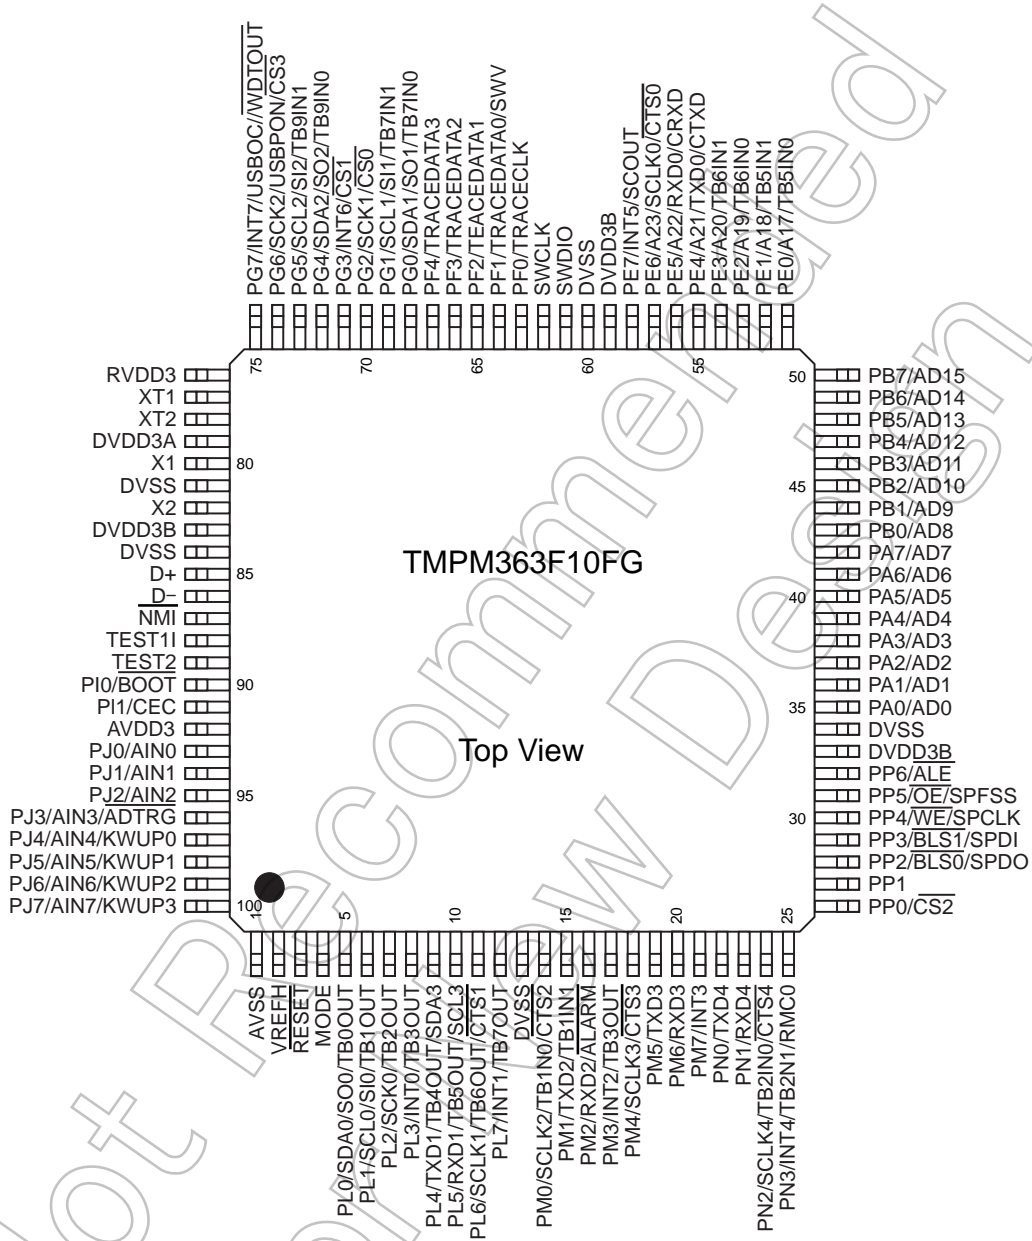 PG7/INT7/USBOC//WDTOUT
PG6/SCK2/USBPON/CS3
PG5/SCL2/SI2/TB9IN1
PG4/SDA2/SO2/TB9IN0
PG3/INT6/CS1
PG2/SCK1/CS0
PG1/SCL1/SI1/TB7IN1
PG0/SDA1/SO1/TB7IN0
PF4/TRACEDATA3
PF3/TRACEDATA2
PF2/TEACEDATA1
PF1/TRACEDATA0/SWV
PF0/TRACECLK
SWCLK
SWDIO
DVSS
DVDD3B
PE7/INT5/SCOUT
PE6/A23/SCLK0/CTS0
PE5/A22/RXD0/CRXD
PE4/A21/TXD0/CTXD
PE3/A20/TB6IN1
PE2/A19/TB6IN0
PE1/A18/TB5IN1
PE0/A17/TB5IN0
75
70
65
60
55
RVDD3
XT1
XT2
DVDD3A
X1
DVSS
X2
DVDD3B
DVSS
D+
D−
NMI
TEST1I
TEST2
PI0/BOOT
PI1/CEC
AVDD3
PJ0/AIN0
PJ1/AIN1
PJ2/AIN2
PJ3/AIN3/ADTRG
PJ4/AIN4/KWUP0
PJ5/AIN5/KWUP1
PJ6/AIN6/KWUP2
PJ7/AIN7/KWUP3
80
85
90
95
100
TMPM363F10FG
Top View
50
45
40
35
30
PB7/AD15
PB6/AD14
PB5/AD13
PB4/AD12
PB3/AD11
PB2/AD10
PB1/AD9
PB0/AD8
PA7/AD7
PA6/AD6
PA5/AD5
PA4/AD4
PA3/AD3
PA2/AD2
PA1/AD1
PA0/AD0
DVSS
DVDD3B
PP6/ALE
PP5/OE/SPFSS
PP4/WE/SPCLK
PP3/BLS1/SPDI
PP2/BLS0/SPDO
PP1
PP0/CS2
1
5
10
15
20
25
AVSS
VREFH
RESET
MODE
PL0/SDA0/SO0/TB0OUT
PL1/SCL0/SI0/TB1OUT
PL2/SCK0/TB2OUT
PL3/INT0/TB3OUT
PL4/TXD1/TB4OUT/SDA3
PL5/RXD1/TB5OUT/SCL3
PL6/SCLK1/TB6OUT/CTS1
PL7/INT1/TB7OUT
DVSS
PM0/SCLK2/TB1N0/CTS2
PM1/TXD2/TB1IN1
PM2/RXD2/ALARM
PM3/INT2/TB3OUT
PM4/SCLK3/CTS3
PM5/TXD3
PM6/RXD3
PM7/INT3
PN0/TXD4
PN1/RXD4
PN2/SCLK4/TB2IN0/CTS4
PN3/INT4/TB2N1/RMC0
Not Recommended
for New Design